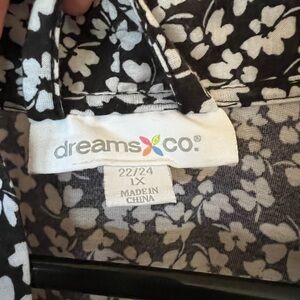 dreams co.®
22/24
1X
MADE IN
CHINA